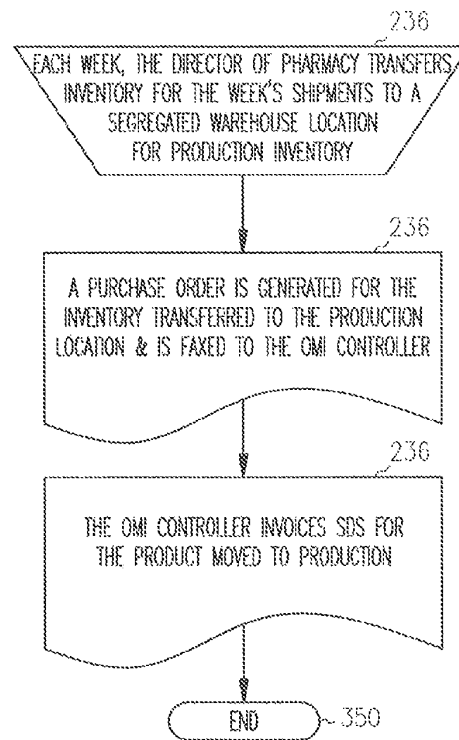 236
EACH WEEK, THE DIRECTOR OF PHARMACY TRANSFERS
INVENTORY FOR THE WEEK'S SHIPMENTS TO A
SEGREGATED WAREHOUSE LOCATION
FOR PRODUCTION INVENTORY
236
A PURCHASE ORDER IS GENERATED FOR THE
INVENTORY TRANSFERRED TO THE PRODUCTION
LOCATION & IS FAXED TO THE OMI CONTROLLER
236
THE OMI CONTROLLER INVOICES SDS FOR
THE PRODUCT MOVED TO PRODUCTION
END
350